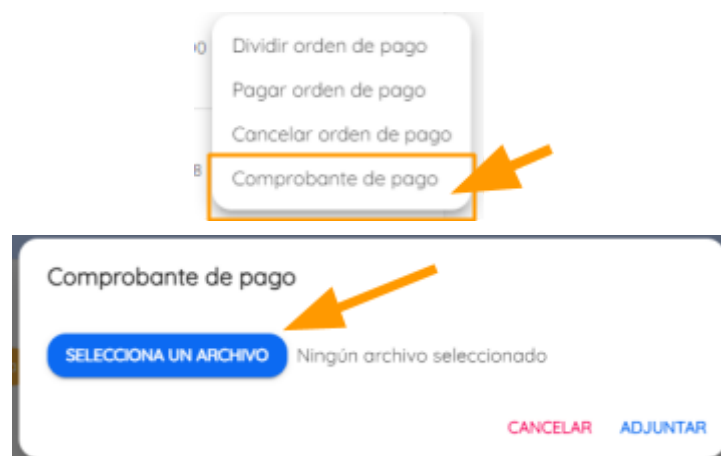 Dividir orden de pago
Pagar orden de pago
Cancelar orden de pago
Comprobante de pago
Comprobante de pago
SELECCIONA UN ARCHIVO Ningún archivo seleccionado
CANCELAR ADJUNTAR